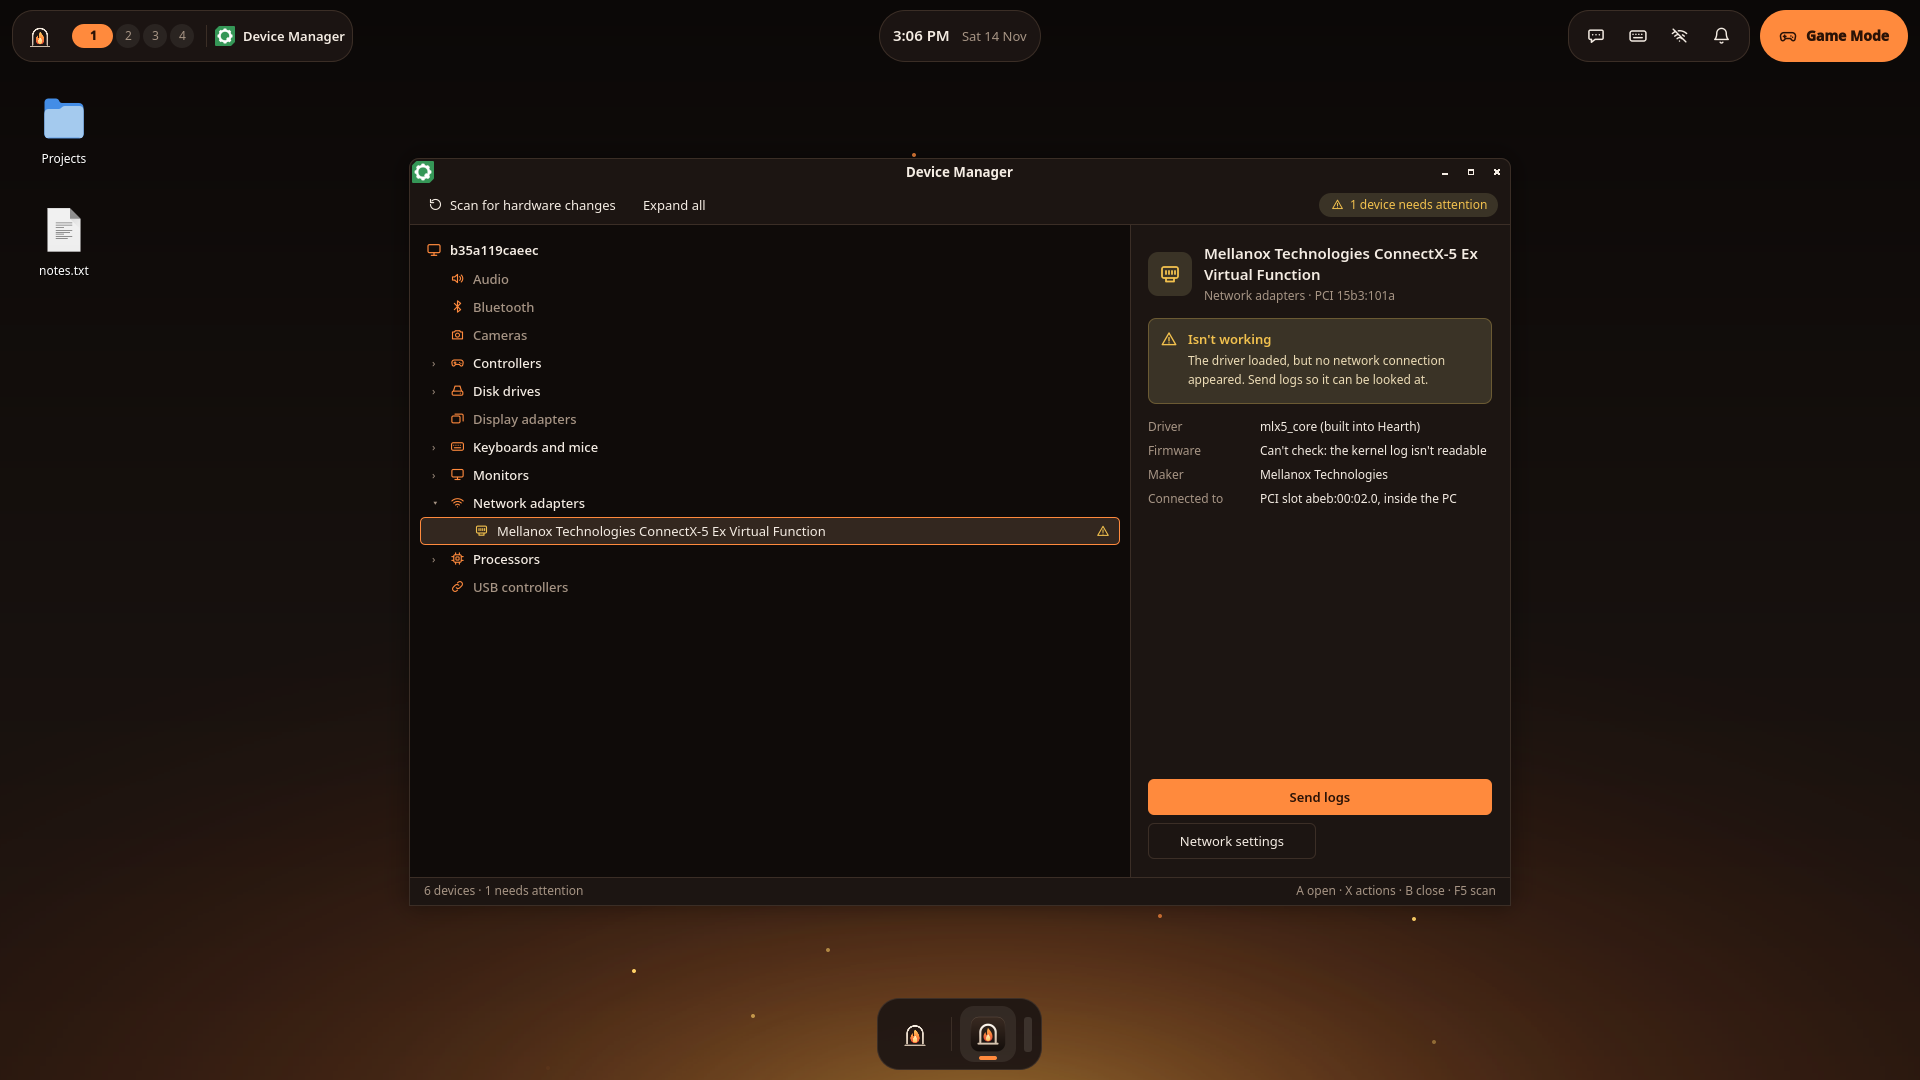 1 2 3 4 Device Manager
3:06 PM Sat 14 Nov
Game Mode
Projects
notes.txt
Device Manager
Scan for hardware changes Expand all
1 device needs attention
b35a119caeec
Audio
Bluetooth
Cameras
Controllers
Disk drives
Display adapters
Keyboards and mice
Monitors
Network adapters
Mellanox Technologies ConnectX-5 Ex Virtual Function
Processors
USB controllers
Mellanox Technologies ConnectX-5 Ex
Virtual Function
Network adapters · PCI 15b3:101a
Isn't working
The driver loaded, but no network connection
appeared. Send logs so it can be looked at.
Driver mlx5_core (built into Hearth)
Firmware Can't check: the kernel log isn't readable
Maker Mellanox Technologies
Connected to PCI slot abeb:00:02.0, inside the PC
Send logs
Network settings
6 devices · 1 needs attention
A open · X actions · B close · F5 scan